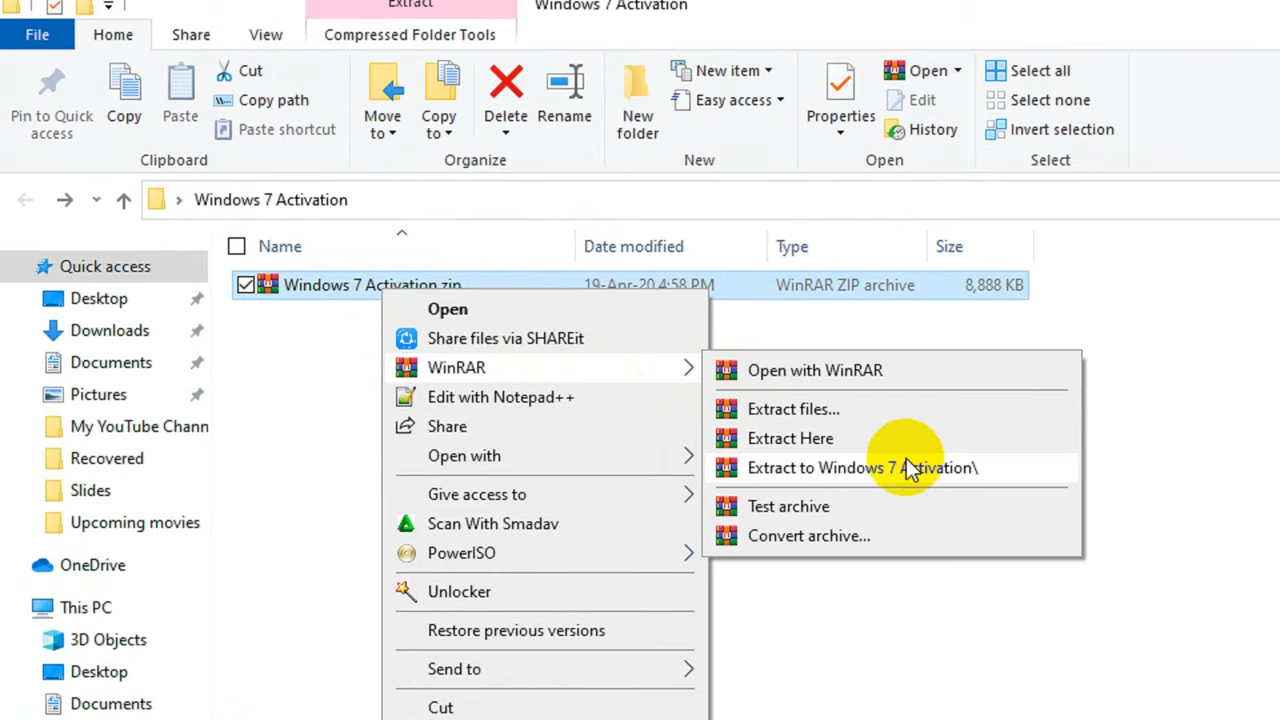 Extract
Windows 7 Activation
File
Home
Share
View
Compressed Folder Tools
Pin to Quick access
Copy
Paste
Cut
Copy path
Paste shortcut
Clipboard
Move to
Copy to
Delete
Rename
Organize
New folder
New item
Easy access
New
Properties
Open
Edit
History
Open
Select all
Select none
Invert selection
Select
Windows 7 Activation
Name
Date modified
Type
Size
Windows 7 Activation.zip
19-Apr-20 4:58 PM
WinRAR ZIP archive
8,888 KB
Quick access
Desktop
Downloads
Documents
Pictures
My YouTube Chann
Recovered
Slides
Upcoming movies
OneDrive
This PC
3D Objects
Desktop
Documents
Open
Share files via SHAREit
WinRAR
Edit with Notepad++
Share
Open with
Give access to
Scan With Smadav
PowerISO
Unlocker
Restore previous versions
Send to
Cut
Open with WinRAR
Extract files...
Extract Here
Extract to Windows 7 Activation\
Test archive
Convert archive...